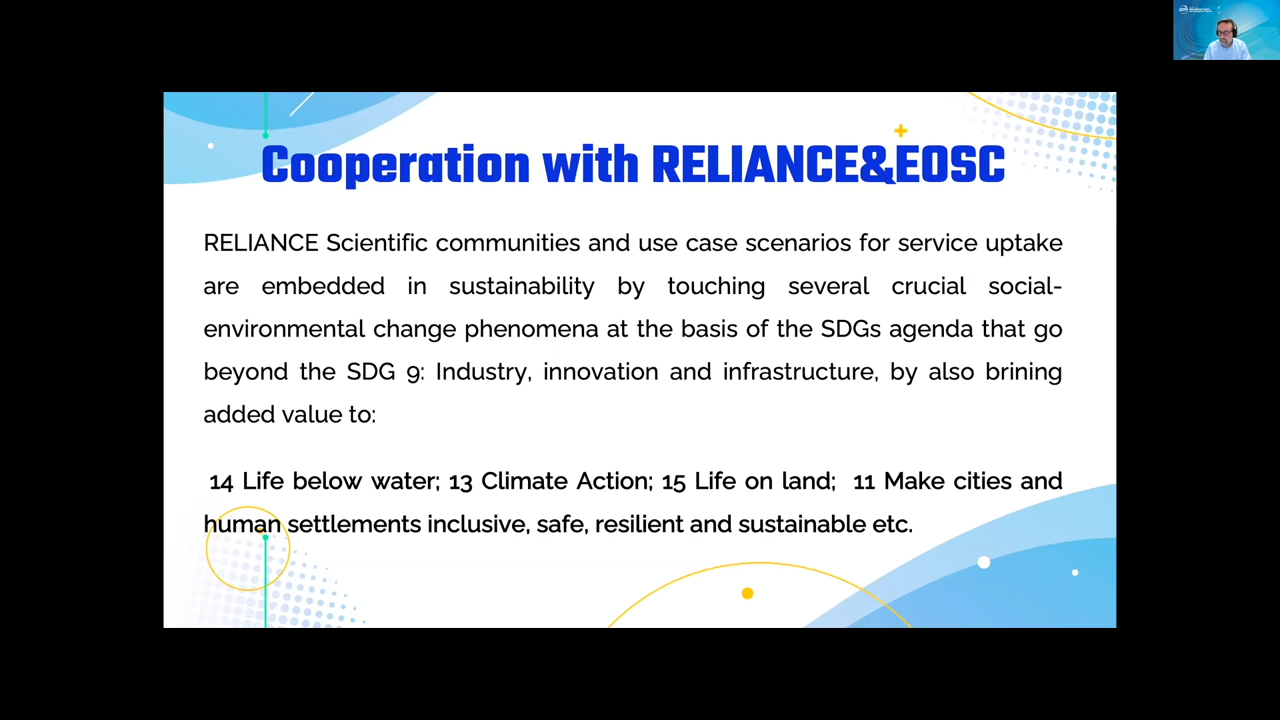 Cooperation with RELIANCE&EOSC
RELIANCE Scientific communities and use case scenarios for service uptake
are embedded in sustainability by touching several crucial social-
environmental change phenomena at the basis of the SDGs agenda that go
beyond the SDG 9: Industry, innovation and infrastructure, by also brining
added value to:
14 Life below water; 13 Climate Action; 15 Life on land; 11 Make cities and
human settlements inclusive, safe, resilient and sustainable etc.